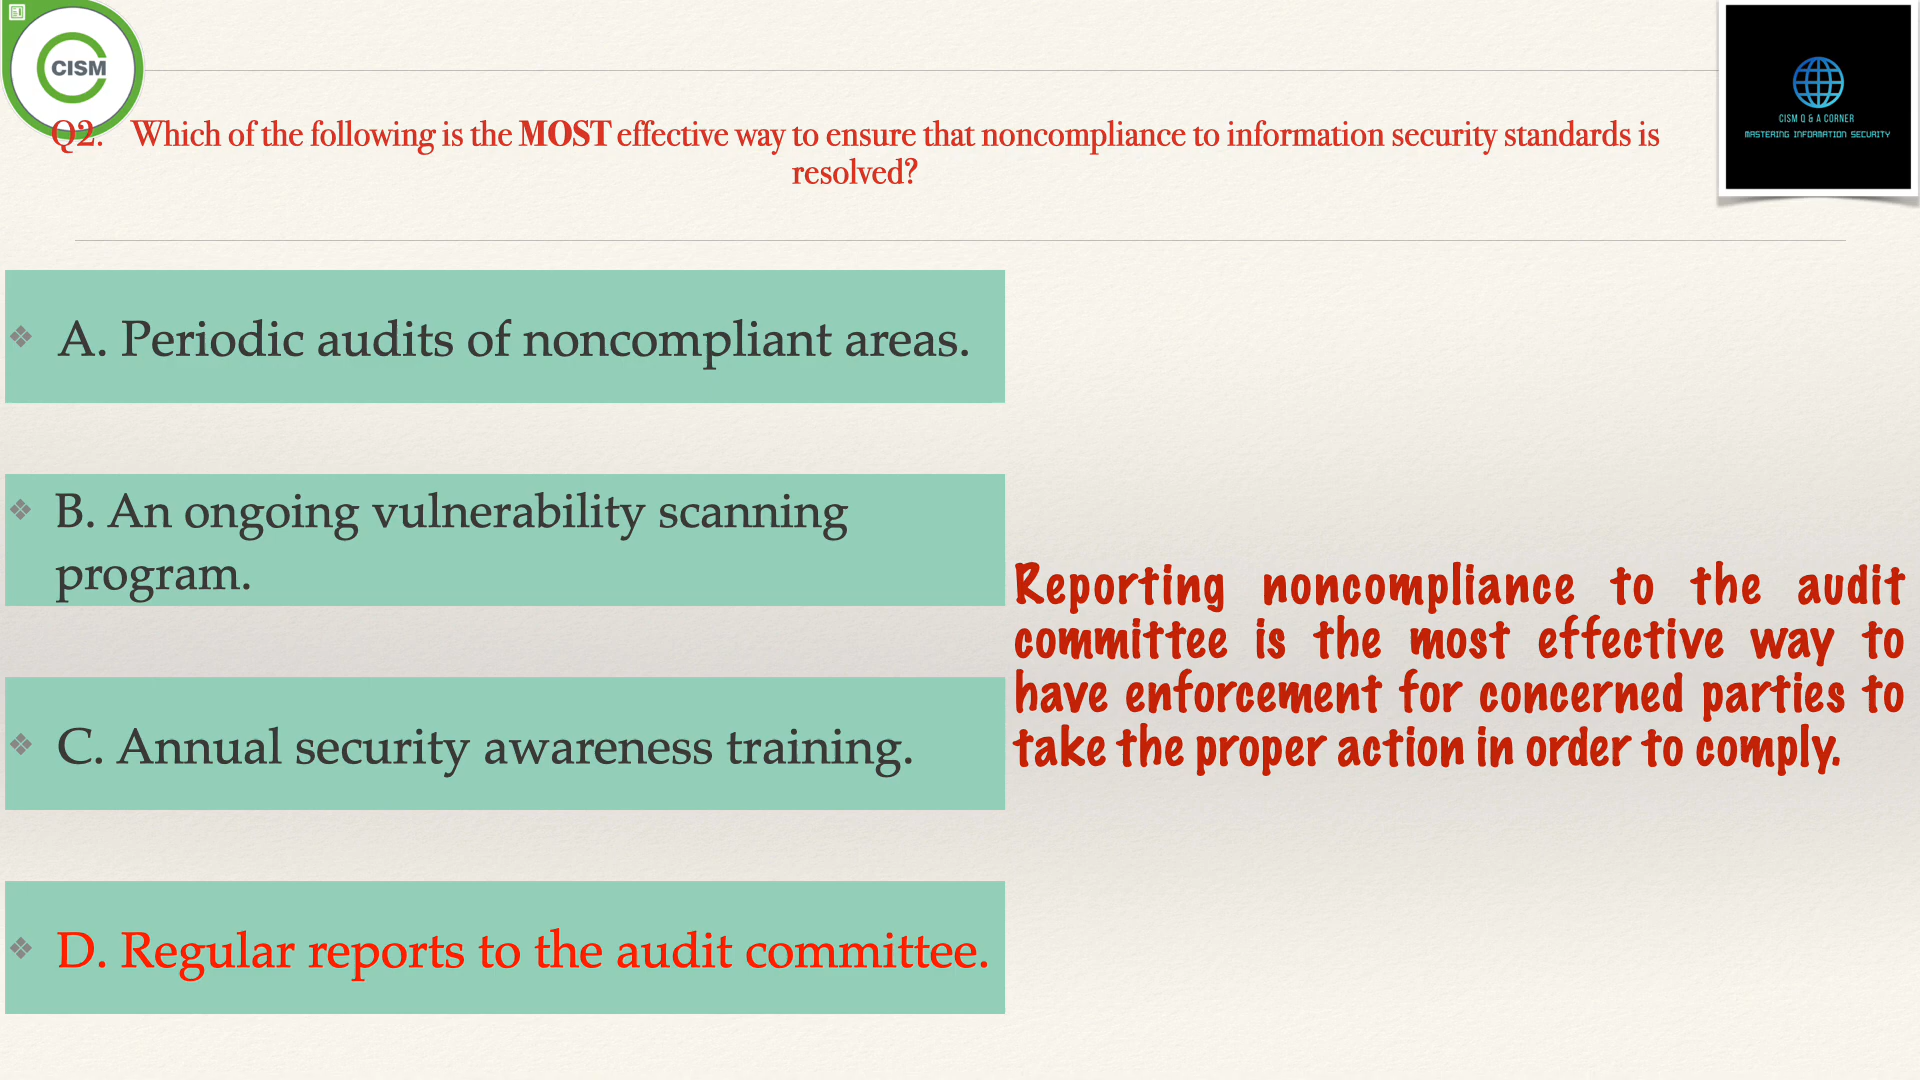 CISM
CISM Q & A CORNER
MASTERING INFORMATION SECURITY
Q2. Which of the following is the MOST effective way to ensure that noncompliance to information security standards is
resolved?
❖ A. Periodic audits of noncompliant areas.
❖ B. An ongoing vulnerability scanning
program.
❖ C. Annual security awareness training.
❖ D. Regular reports to the audit committee.
Reporting noncompliance to the audit
committee is the most effective way to
have enforcement for concerned parties to
take the proper action in order to comply.